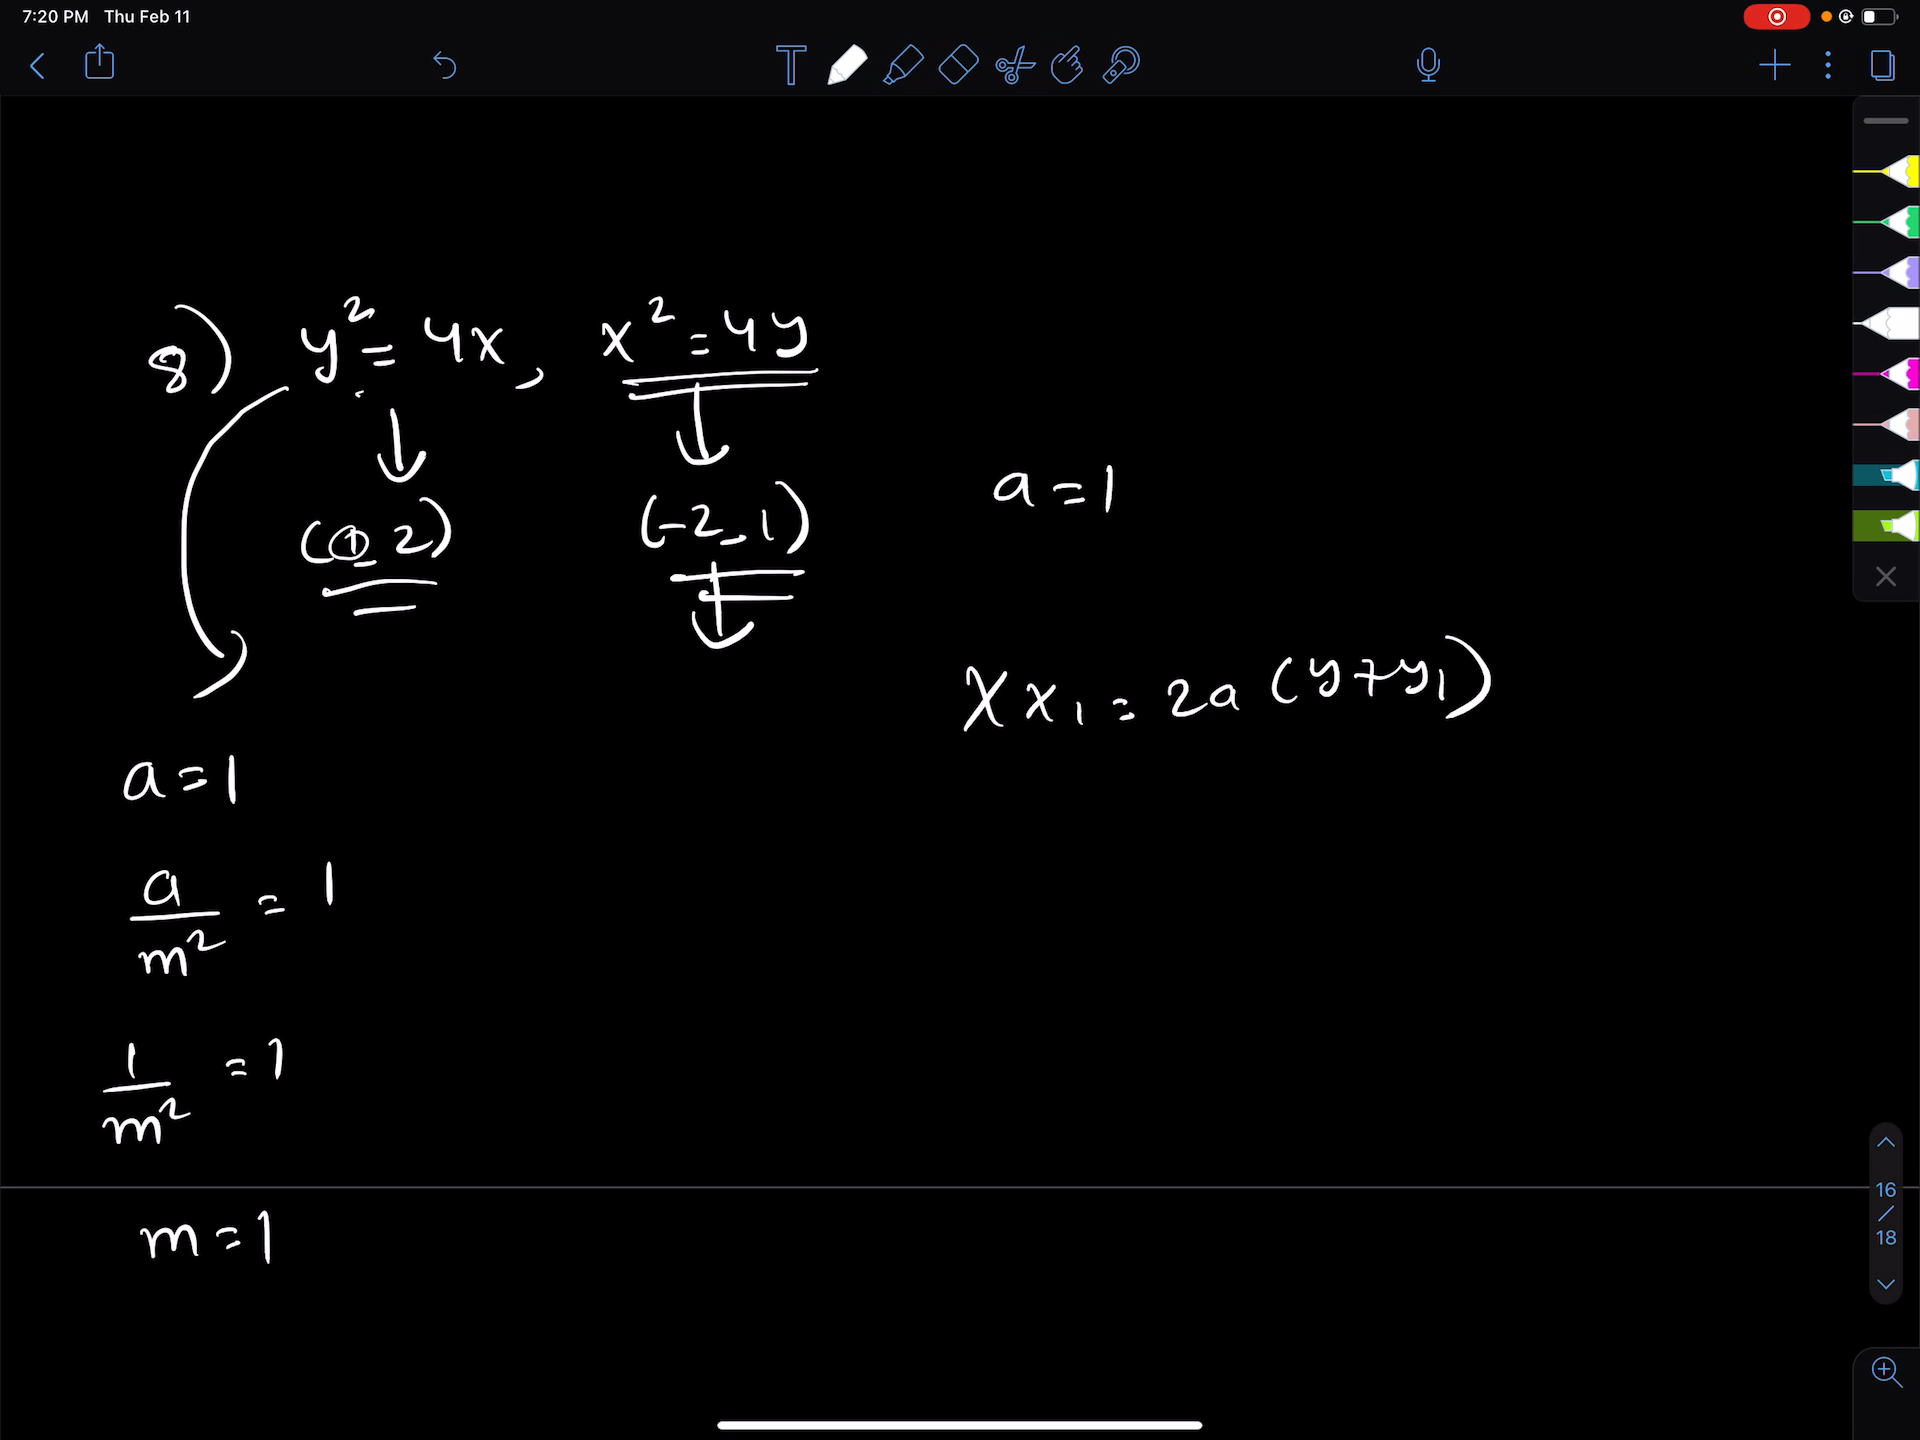 7:20 PM Thu Feb 11
8) y² = 4x, x² = 4y
(1, 2) (-2, 1)
a = 1
x x₁ = 2a (y + y₁)
a = 1
a/m² = 1
1/m² = 1
m = 1
16
/
18